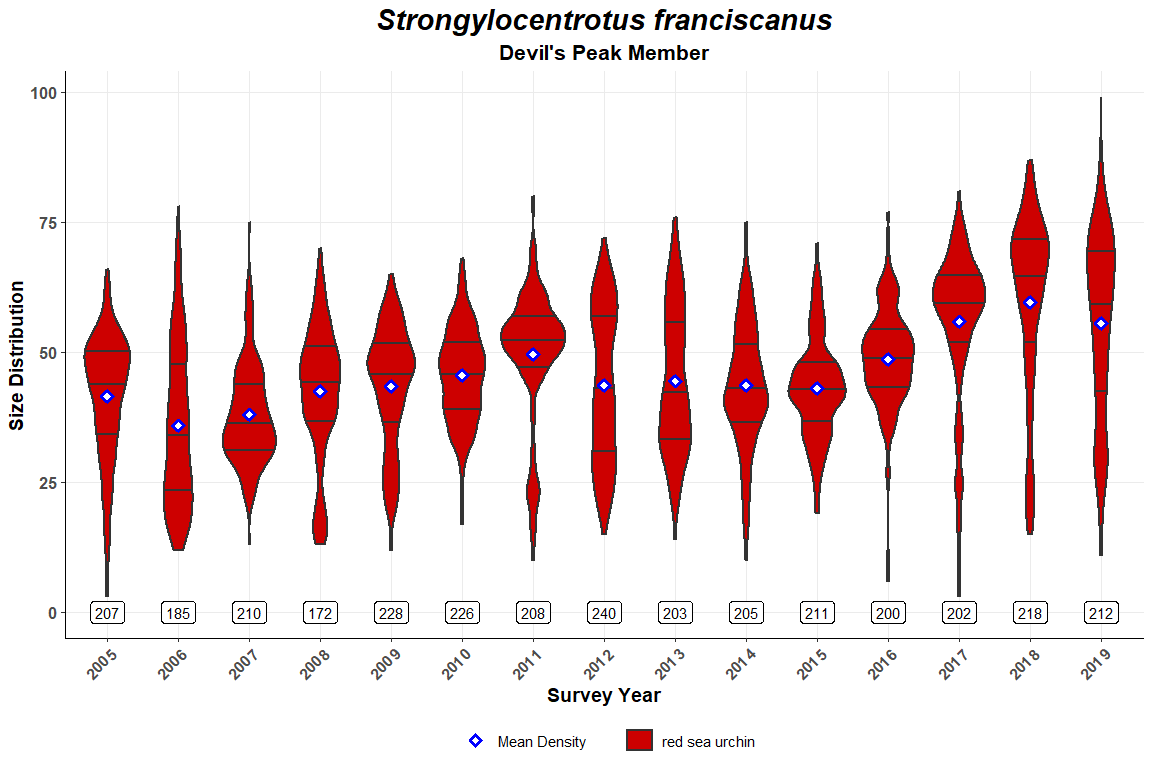 Strongylocentrotus franciscanus
Devil's Peak Member
Size Distribution
100
75
50
25
0
207 185 210 172 228 226 208 240 203 205 211 200 202 218 212
2005 2006 2007 2008 2009 2010 2011 2012 2013 2014 2015 2016 2017 2018 2019
Survey Year
Mean Density red sea urchin